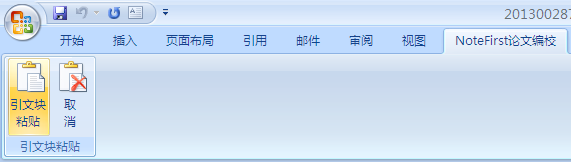 20130028
开始 插入 页面布局 引用 邮件 审阅 视图 NoteFirst论文编校
引文块 取
粘贴 消
引文块粘贴